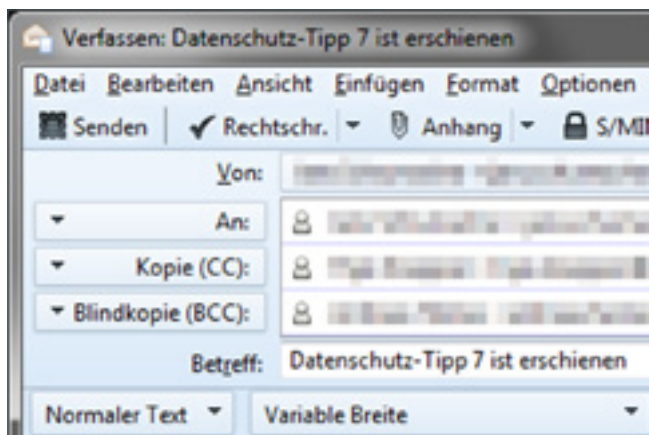 Verfassen: Datenschutz-Tipp 7 ist erschienen
Datei Bearbeiten Ansicht Einfügen Format Optionen
Senden Rechtschr. Anhang
Von:
An:
Kopie (CC):
Blindkopie (BCC):
Betreff: Datenschutz-Tipp 7 ist erschienen
Normaler Text Variable Breite